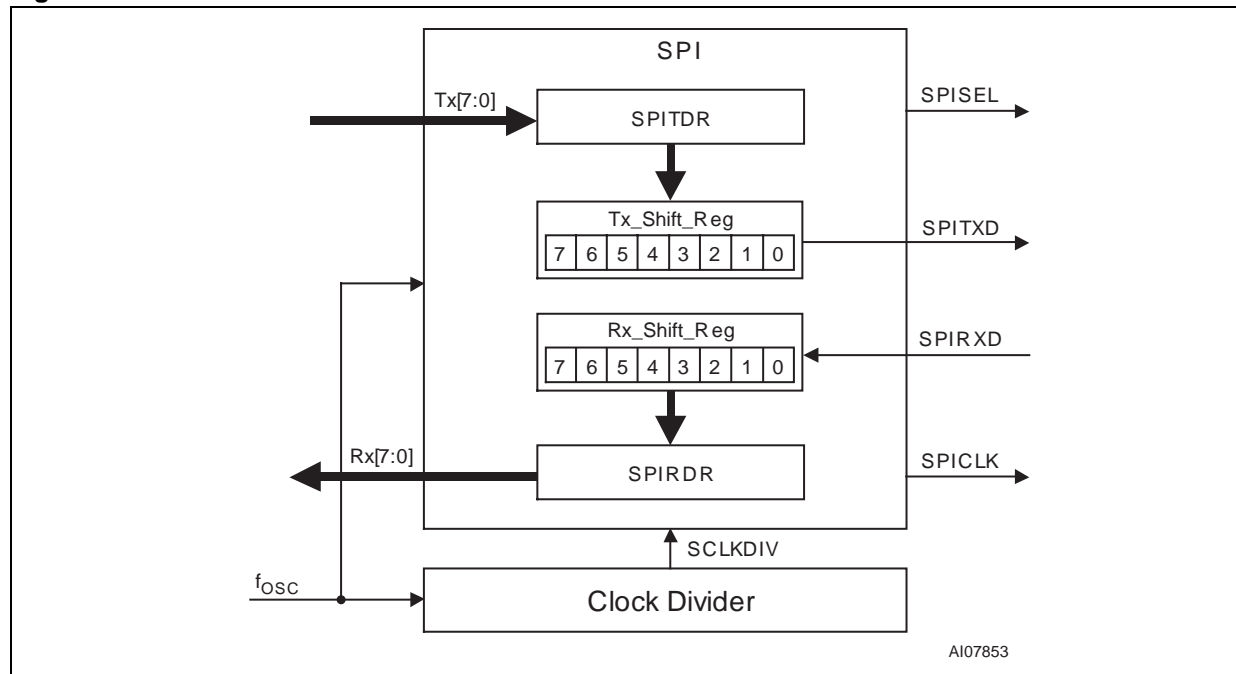 SPI
Tx[7:0]
SPITDR
SPISEL
Tx_Shift_Reg
7 6 5 4 3 2 1 0
SPITXD
Rx_Shift_Reg
7 6 5 4 3 2 1 0
SPIRXD
Rx[7:0]
SPIRDR
SPICLK
SCLKDIV
fOSC
Clock Divider
AI07853